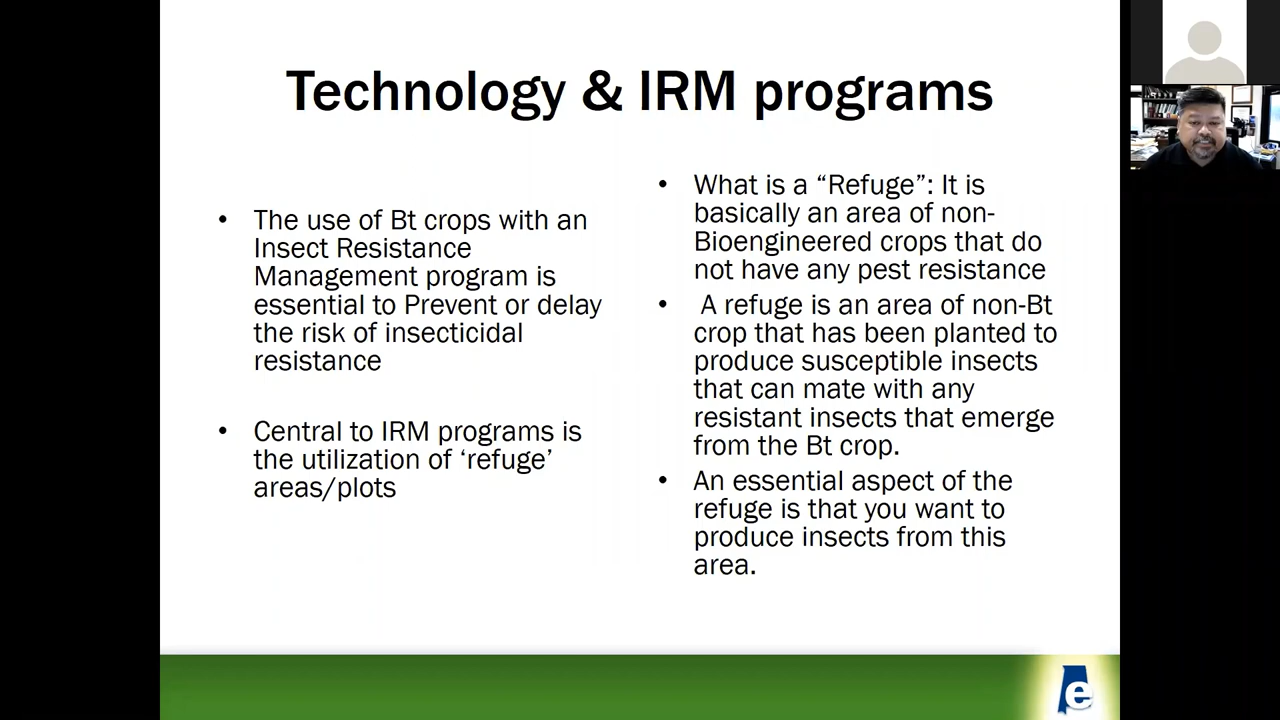 Technology & IRM programs
• The use of Bt crops with an
Insect Resistance
Management program is
essential to Prevent or delay
the risk of insecticidal
resistance
• Central to IRM programs is
the utilization of ‘refuge’
areas/plots
• What is a “Refuge”: It is
basically an area of non-
Bioengineered crops that do
not have any pest resistance
• A refuge is an area of non-Bt
crop that has been planted to
produce susceptible insects
that can mate with any
resistant insects that emerge
from the Bt crop.
• An essential aspect of the
refuge is that you want to
produce insects from this
area.
e